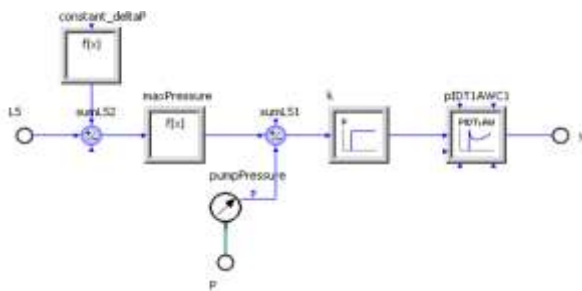 constant_deltaP
f(x)
maxPressure
LS
sumLS2
f(x)
sumLS1
k
P
pIDT1AWC1
PIDT1AW
y
pumpPressure
P
p